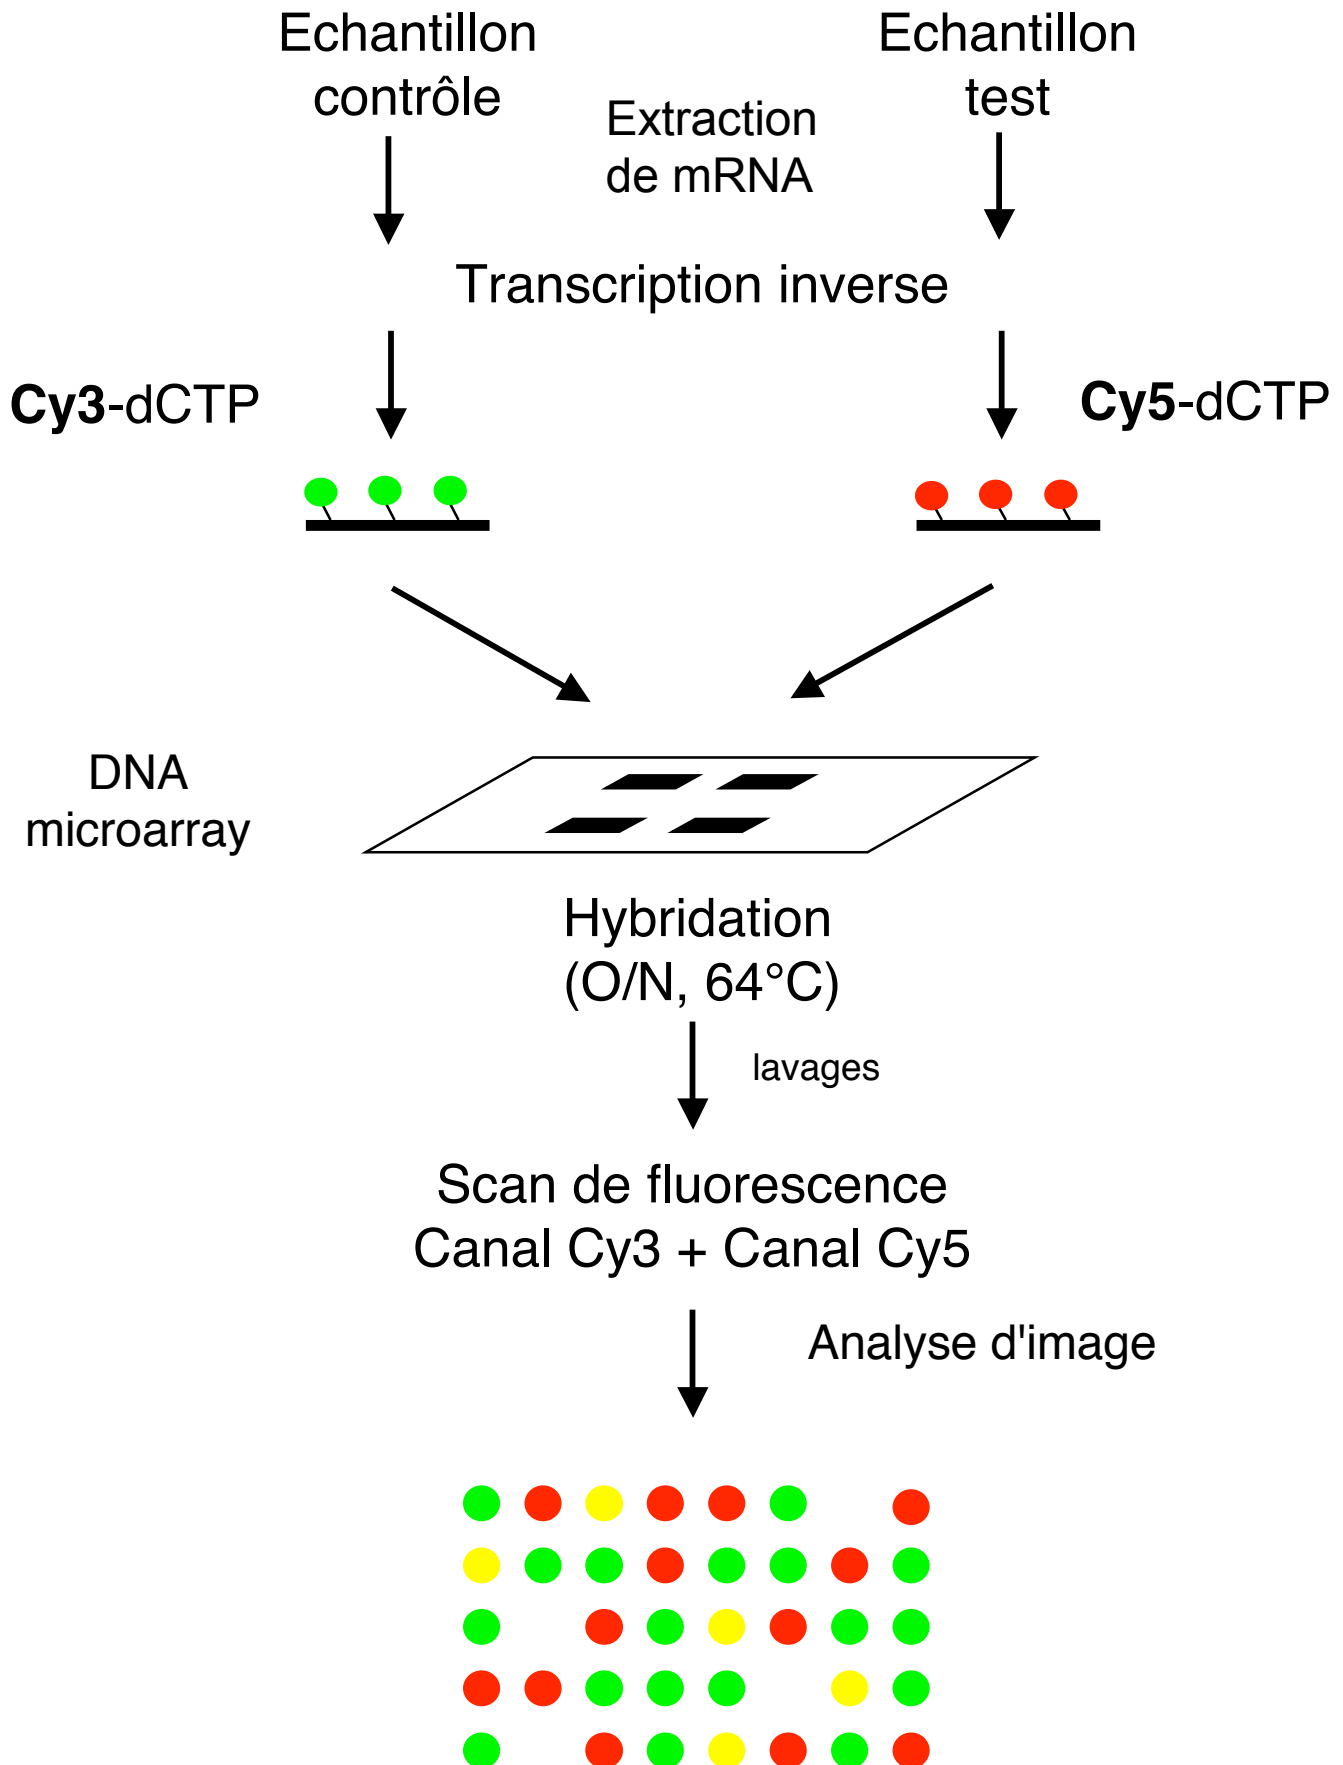 Echantillon
contrôle
Echantillon
test
Extraction
de mRNA
Transcription inverse
Cy3-dCTP
Cy5-dCTP
DNA
microarray
Hybridation
(O/N, 64°C)
lavages
Scan de fluorescence
Canal Cy3 + Canal Cy5
Analyse d'image